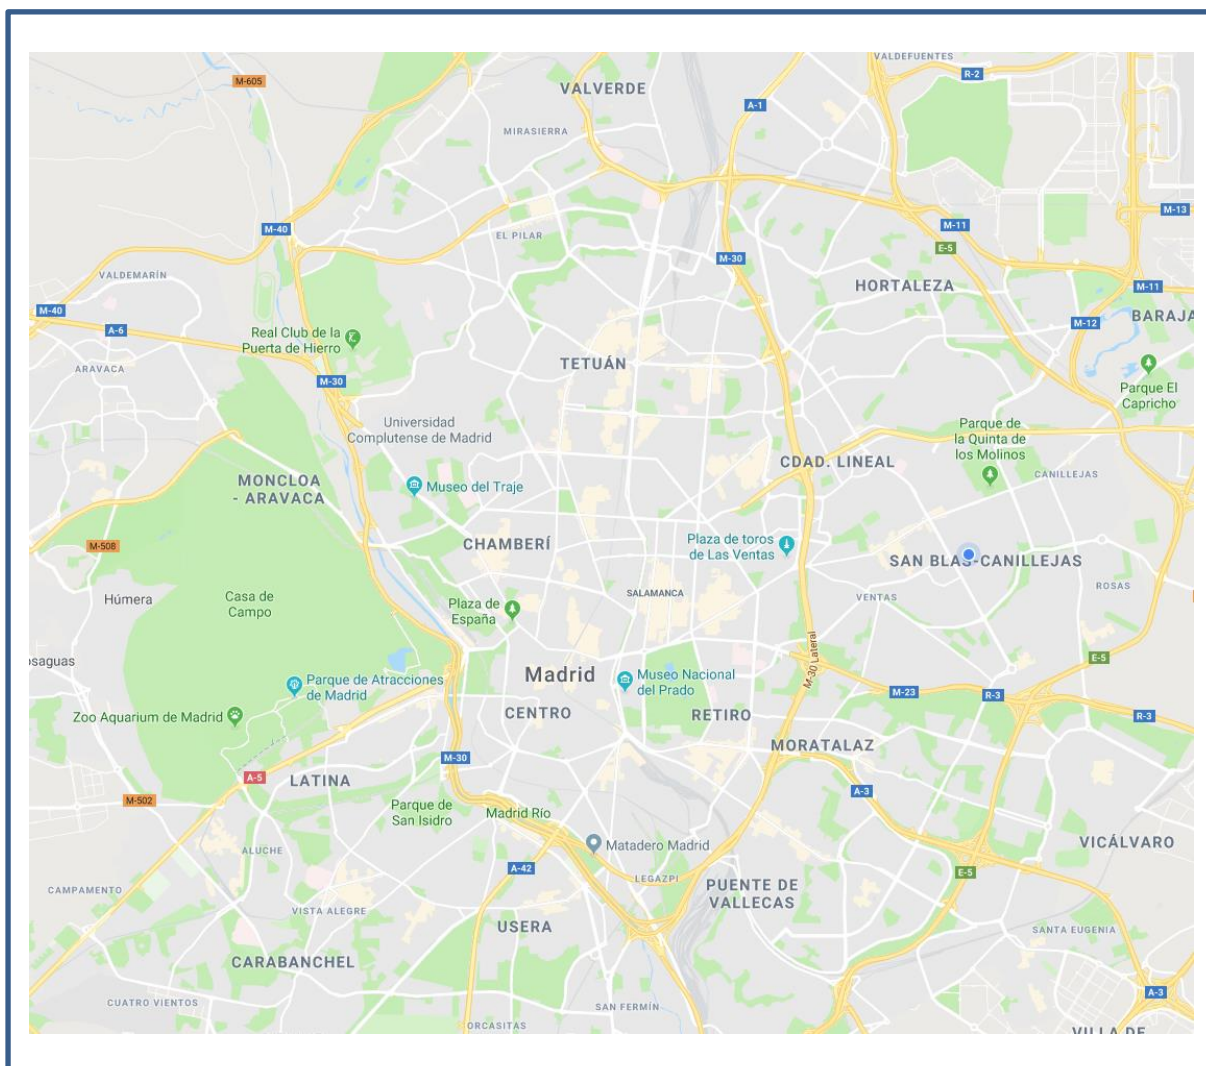 VALDEFUENTES
R-2
M-605
VALVERDE
A-1
MIRASIERRA
M-13
M-40
M-11
EL PILAR
E-5
M-30
VALDEMARÍN
HORTALEZA
M-11
M-40
BARAJA
M-12
A-6
Real Club de la
Puerta de Hierro
TETUÁN
ARAVACA
M-30
Parque El
Capricho
Universidad
Complutense de Madrid
Parque de
la Quinta de
los Molinos
CDAD. LINEAL
CANILLEJAS
MONCLOA
- ARAVACA
Museo del Traje
Plaza de toros
de Las Ventas
CHAMBERÍ
M-508
SAN BLAS-CANILLEJAS
ROSAS
Húmera
Casa de
Campo
SALAMANCA
VENTAS
Plaza de
España
M-30 Lateral
osaguas
E-5
Madrid
Museo Nacional
del Prado
Parque de Atracciones
de Madrid
M-23
R-3
Zoo Aquarium de Madrid
CENTRO
RETIRO
R-3
MORATALAZ
M-30
A-5
LATINA
A-3
M-502
Parque de
San Isidro
Madrid Río
Matadero Madrid
VICÁLVARO
ALUCHE
A-42
LEGAZPI
E-5
CAMPAMENTO
PUENTE DE
VALLECAS
VISTA ALEGRE
USERA
SANTA EUGENIA
CARABANCHEL
A-3
CUATRO VIENTOS
SAN FERMÍN
ORCASITAS
VILLA DE